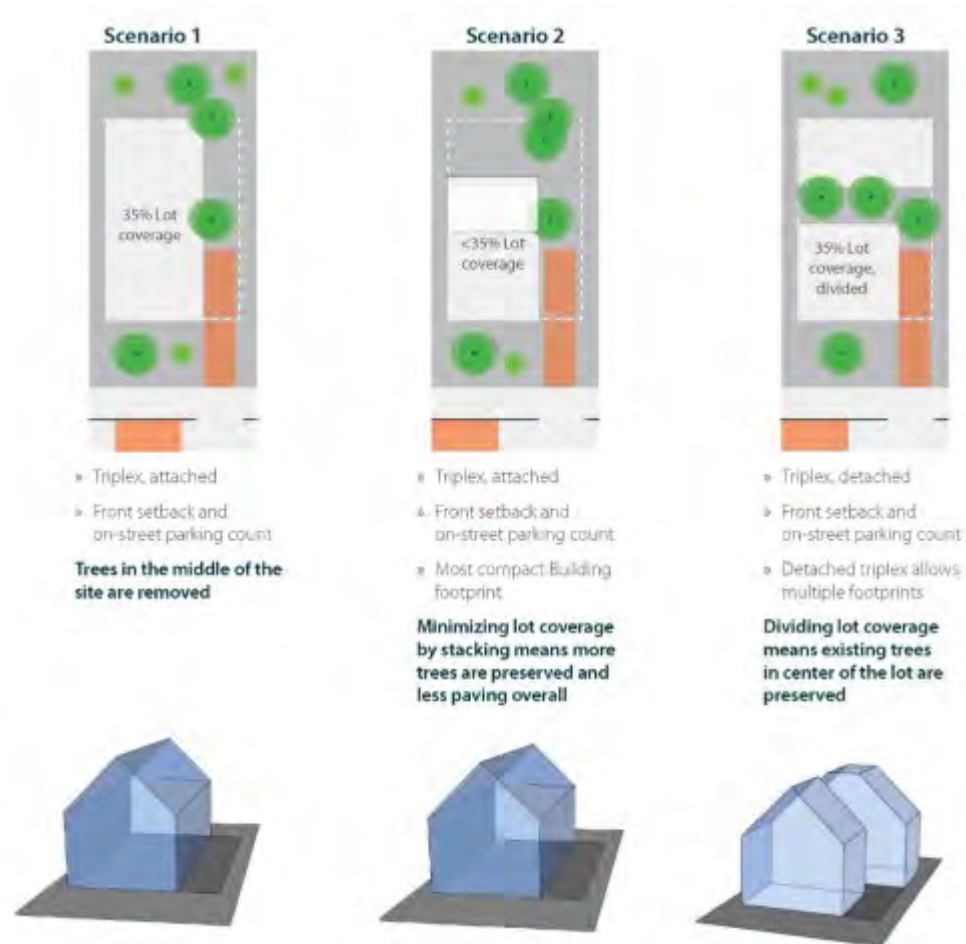 Scenario 1
35% Lot
coverage
» Triplex, attached
» Front setback and
on-street parking count
Trees in the middle of the
site are removed
Scenario 2
<35% Lot
coverage
» Triplex, attached
» Front setback and
on-street parking count
» Most compact Building
footprint
Minimizing lot coverage
by stacking means more
trees are preserved and
less paving overall
Scenario 3
35% Lot
coverage,
divided
» Triplex, detached
» Front setback and
on-street parking count
» Detached triplex allows
multiple footprints
Dividing lot coverage
means existing trees
in center of the lot are
preserved